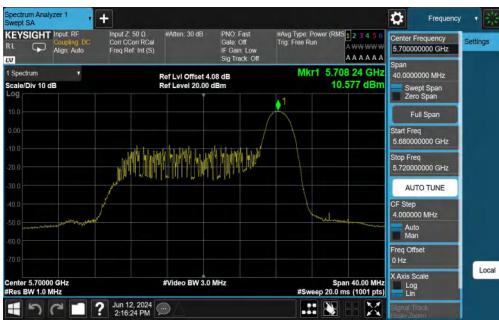 Spectrum Analyzer 1
Swept SA
Frequency
KEYSIGHT
Input: RF
Coupling: DC
Align: Auto
Input Z: 50 Ω
Corr CCorr RCal
Freq Ref: Int (S)
#Atten: 30 dB
PNO: Fast
Gate: Off
IF Gain: Low
Sig Track: Off
#Avg Type: Power (RMS
Trig: Free Run
1 2 3 4 5 6
A W W W W W
A A A A A A
RL
LV
Center Frequency
5.700000000 GHz
Settings
Span
40.0000000 MHz
Swept Span
Zero Span
Full Span
Start Freq
5.680000000 GHz
Stop Freq
5.720000000 GHz
AUTO TUNE
CF Step
4.000000 MHz
Auto
Man
Freq Offset
0 Hz
X Axis Scale
Log
Lin
Signal Track
Local
1 Spectrum
Scale/Div 10 dB
Log
Ref Lvl Offset 4.08 dB
Ref Level 20.00 dBm
Mkr1 5.708 24 GHz
10.577 dBm
1
10.0
0.00
-10.0
-20.0
-30.0
-40.0
-50.0
-60.0
-70.0
Center 5.70000 GHz
#Res BW 1.0 MHz
#Video BW 3.0 MHz
Span 40.00 MHz
#Sweep 20.0 ms (1001 pts)
?
Jun 12, 2024
2:16:24 PM